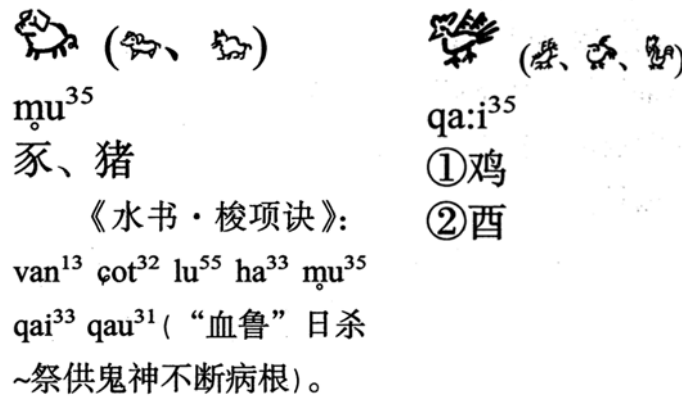 (、)
m̥u³⁵
豕、猪
《水书·梭项诀》：
van¹³ ɕot³² lu⁵⁵ ha³³ m̥u³⁵
qai³³ qau³¹(“血鲁”日杀
~祭供鬼神不断病根)。
(、、)
qa:i³⁵
①鸡
②酉